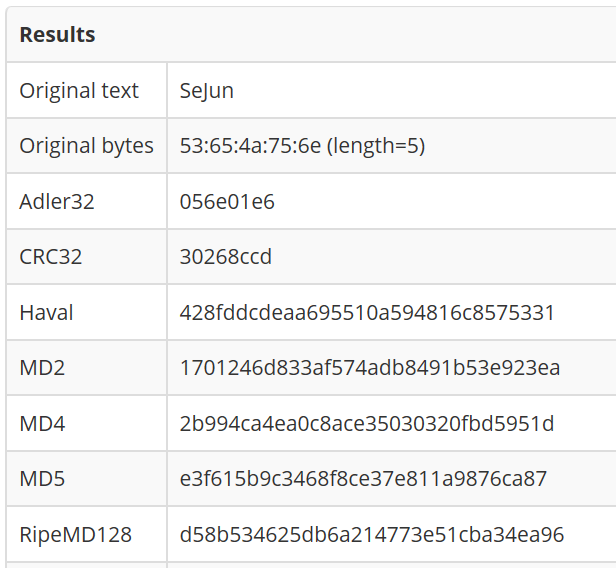 Results
Original text SeJun
Original bytes 53:65:4a:75:6e (length=5)
Adler32 056e01e6
CRC32 30268ccd
Haval 428fddcdeaa695510a594816c8575331
MD2 1701246d833af574adb8491b53e923ea
MD4 2b994ca4ea0c8ace35030320fbd5951d
MD5 e3f615b9c3468f8ce37e811a9876ca87
RipeMD128 d58b534625db6a214773e51cba34ea96